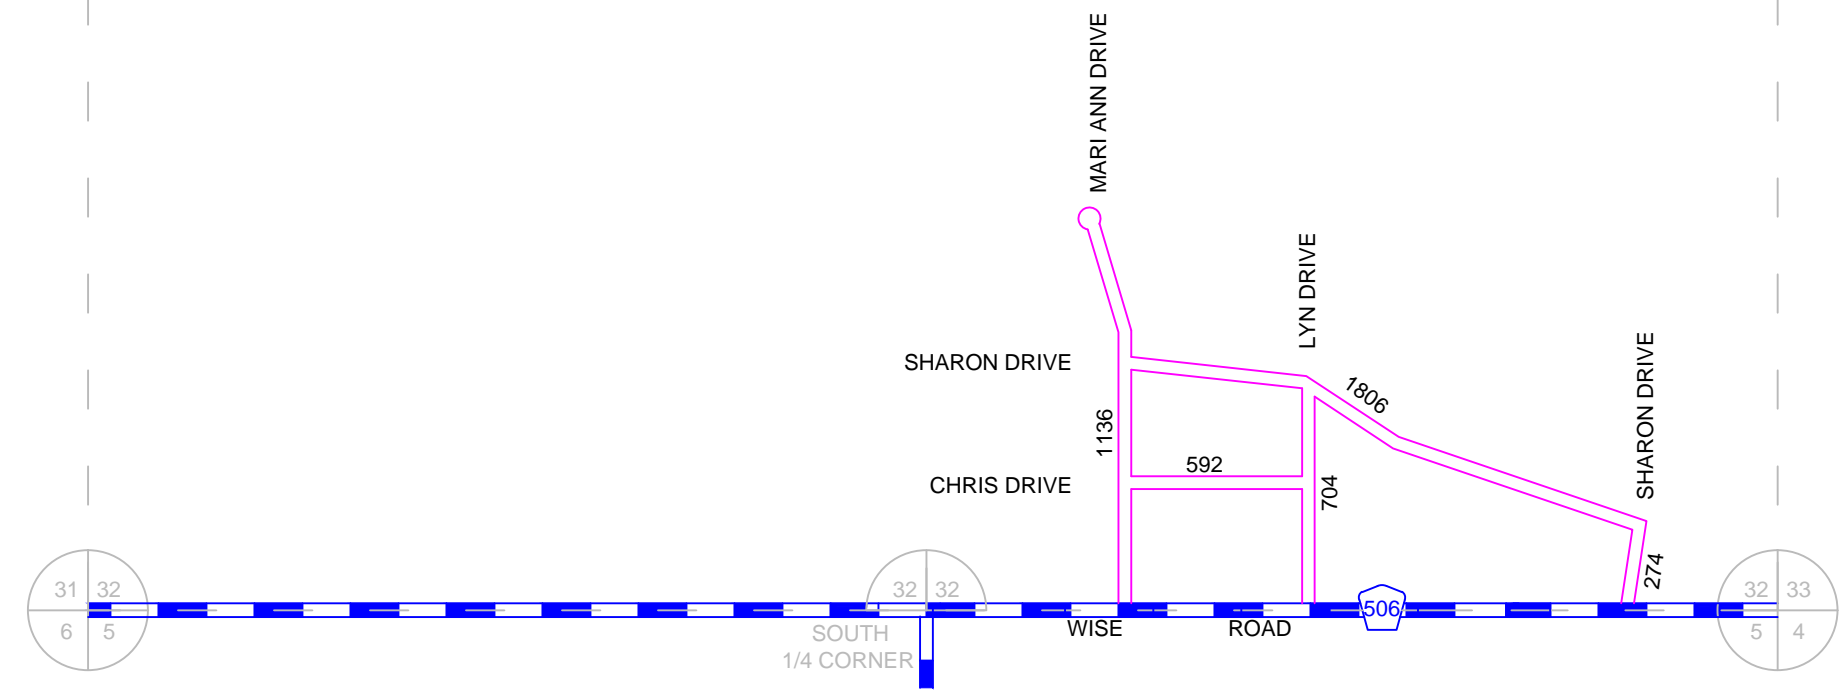 MARI ANN DRIVE
LYN DRIVE
SHARON DRIVE
SHARON DRIVE
1806
1136
592
704
CHRIS DRIVE
274
31 32
6 5
32 32
SOUTH
1/4 CORNER
WISE ROAD
506
32 33
5 4